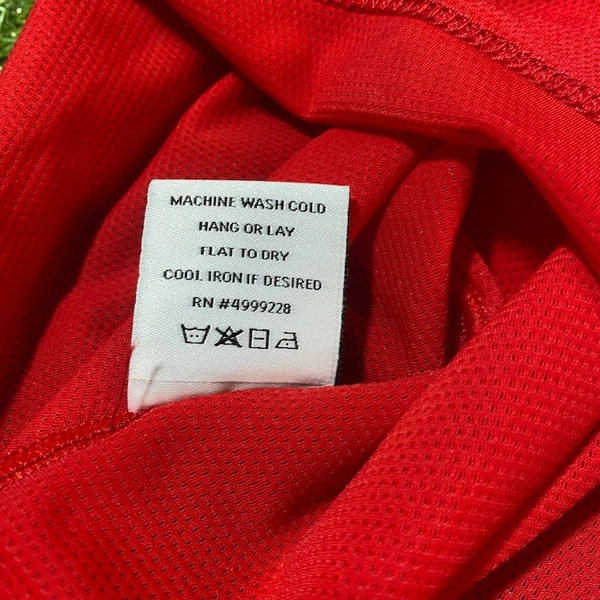 MACHINE WASH COLD
HANG OR LAY
FLAT TO DRY
COOL IRON IF DESIRED
RN #4999228